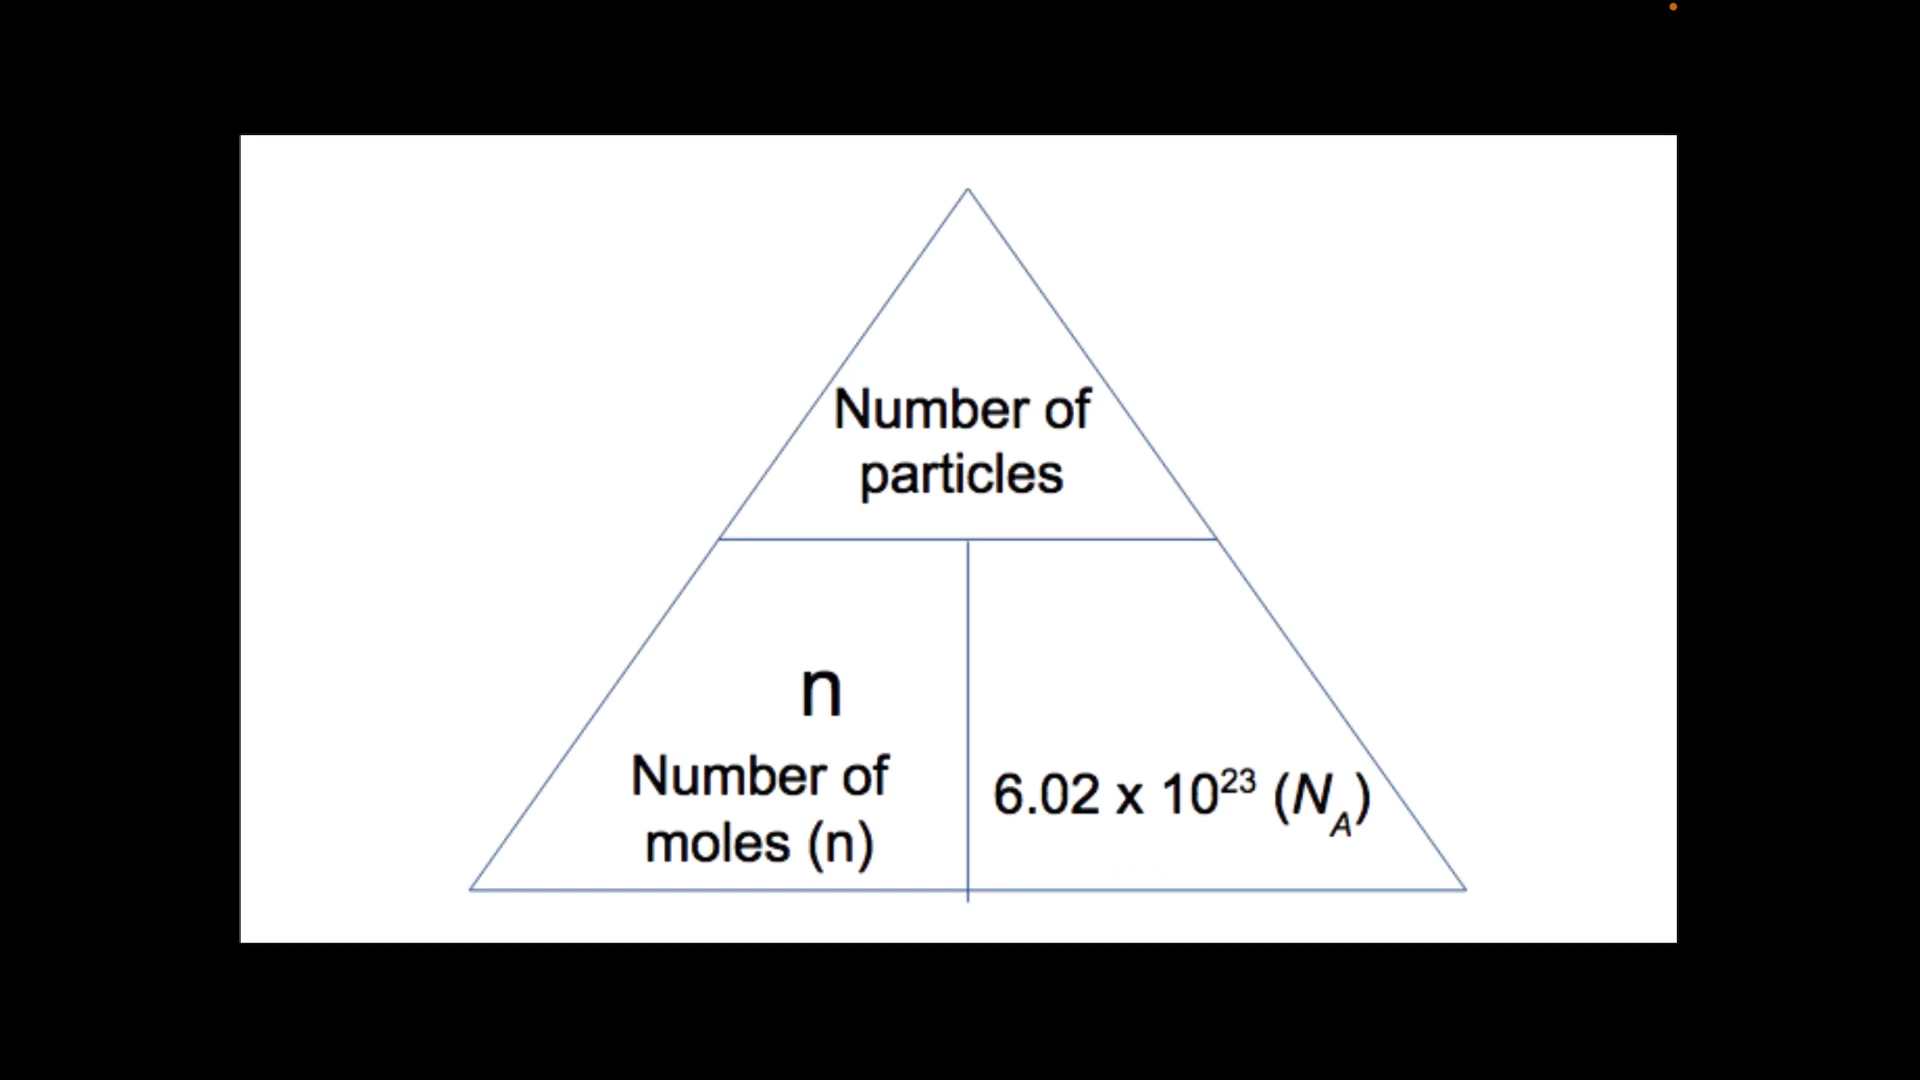 Number of
particles
n
Number of
moles (n)
6.02 x 10²³ (N_A)